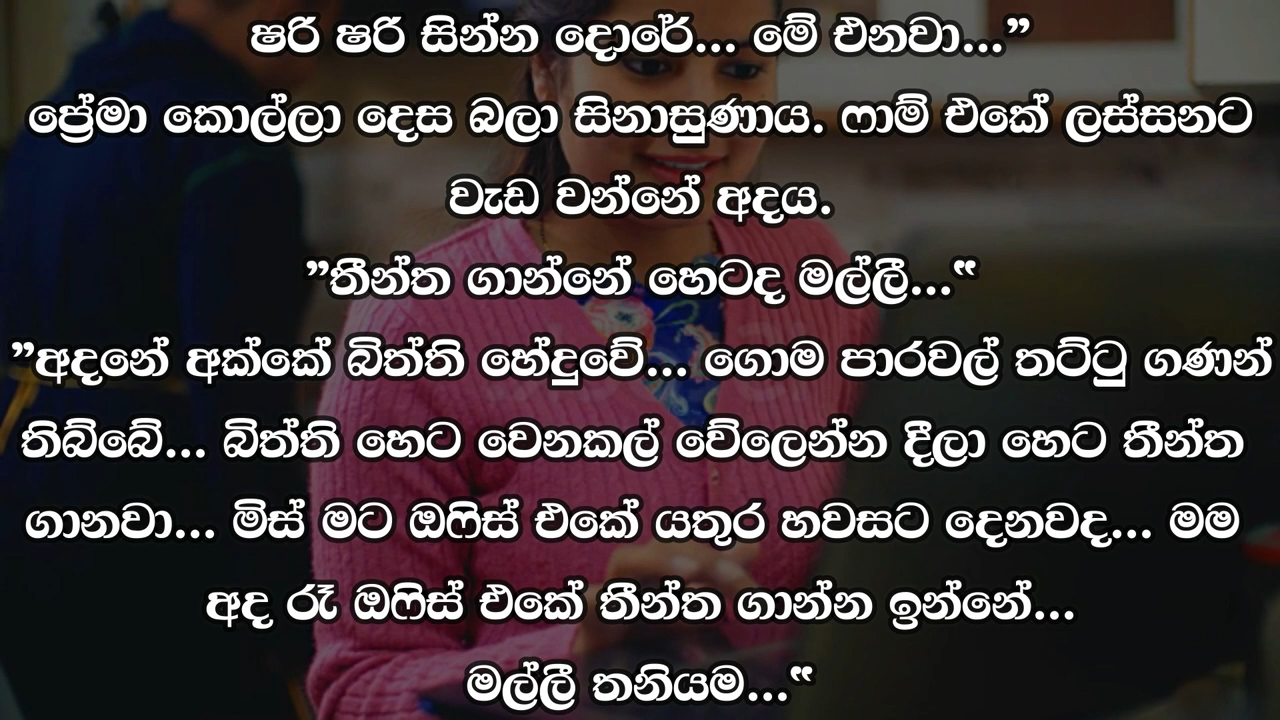 ෂරි ෂරි සින්න දොරේ... මේ එනවා...”
ප්‍රේමා කොල්ලා දෙස බලා සිනාසුණාය. ෆාම් එකේ ලස්සනට
වැඩ වන්නේ අදය.
”තීන්ත ගාන්නේ හෙටද මල්ලී...“
”අදනේ අක්කේ බිත්ති හේදුවේ... ගොම පාරවල් තට්ටු ගණන්
තිබ්බේ... බිත්ති හෙට වෙනකල් වේලෙන්න දීලා හෙට තීන්ත
ගානවා... මිස් මට ඔෆිස් එකේ යතුර හවසට දෙනවද... මම
අද රෑ ඔෆිස් එකේ තීන්ත ගාන්න ඉන්නේ...
මල්ලී තනියම...“